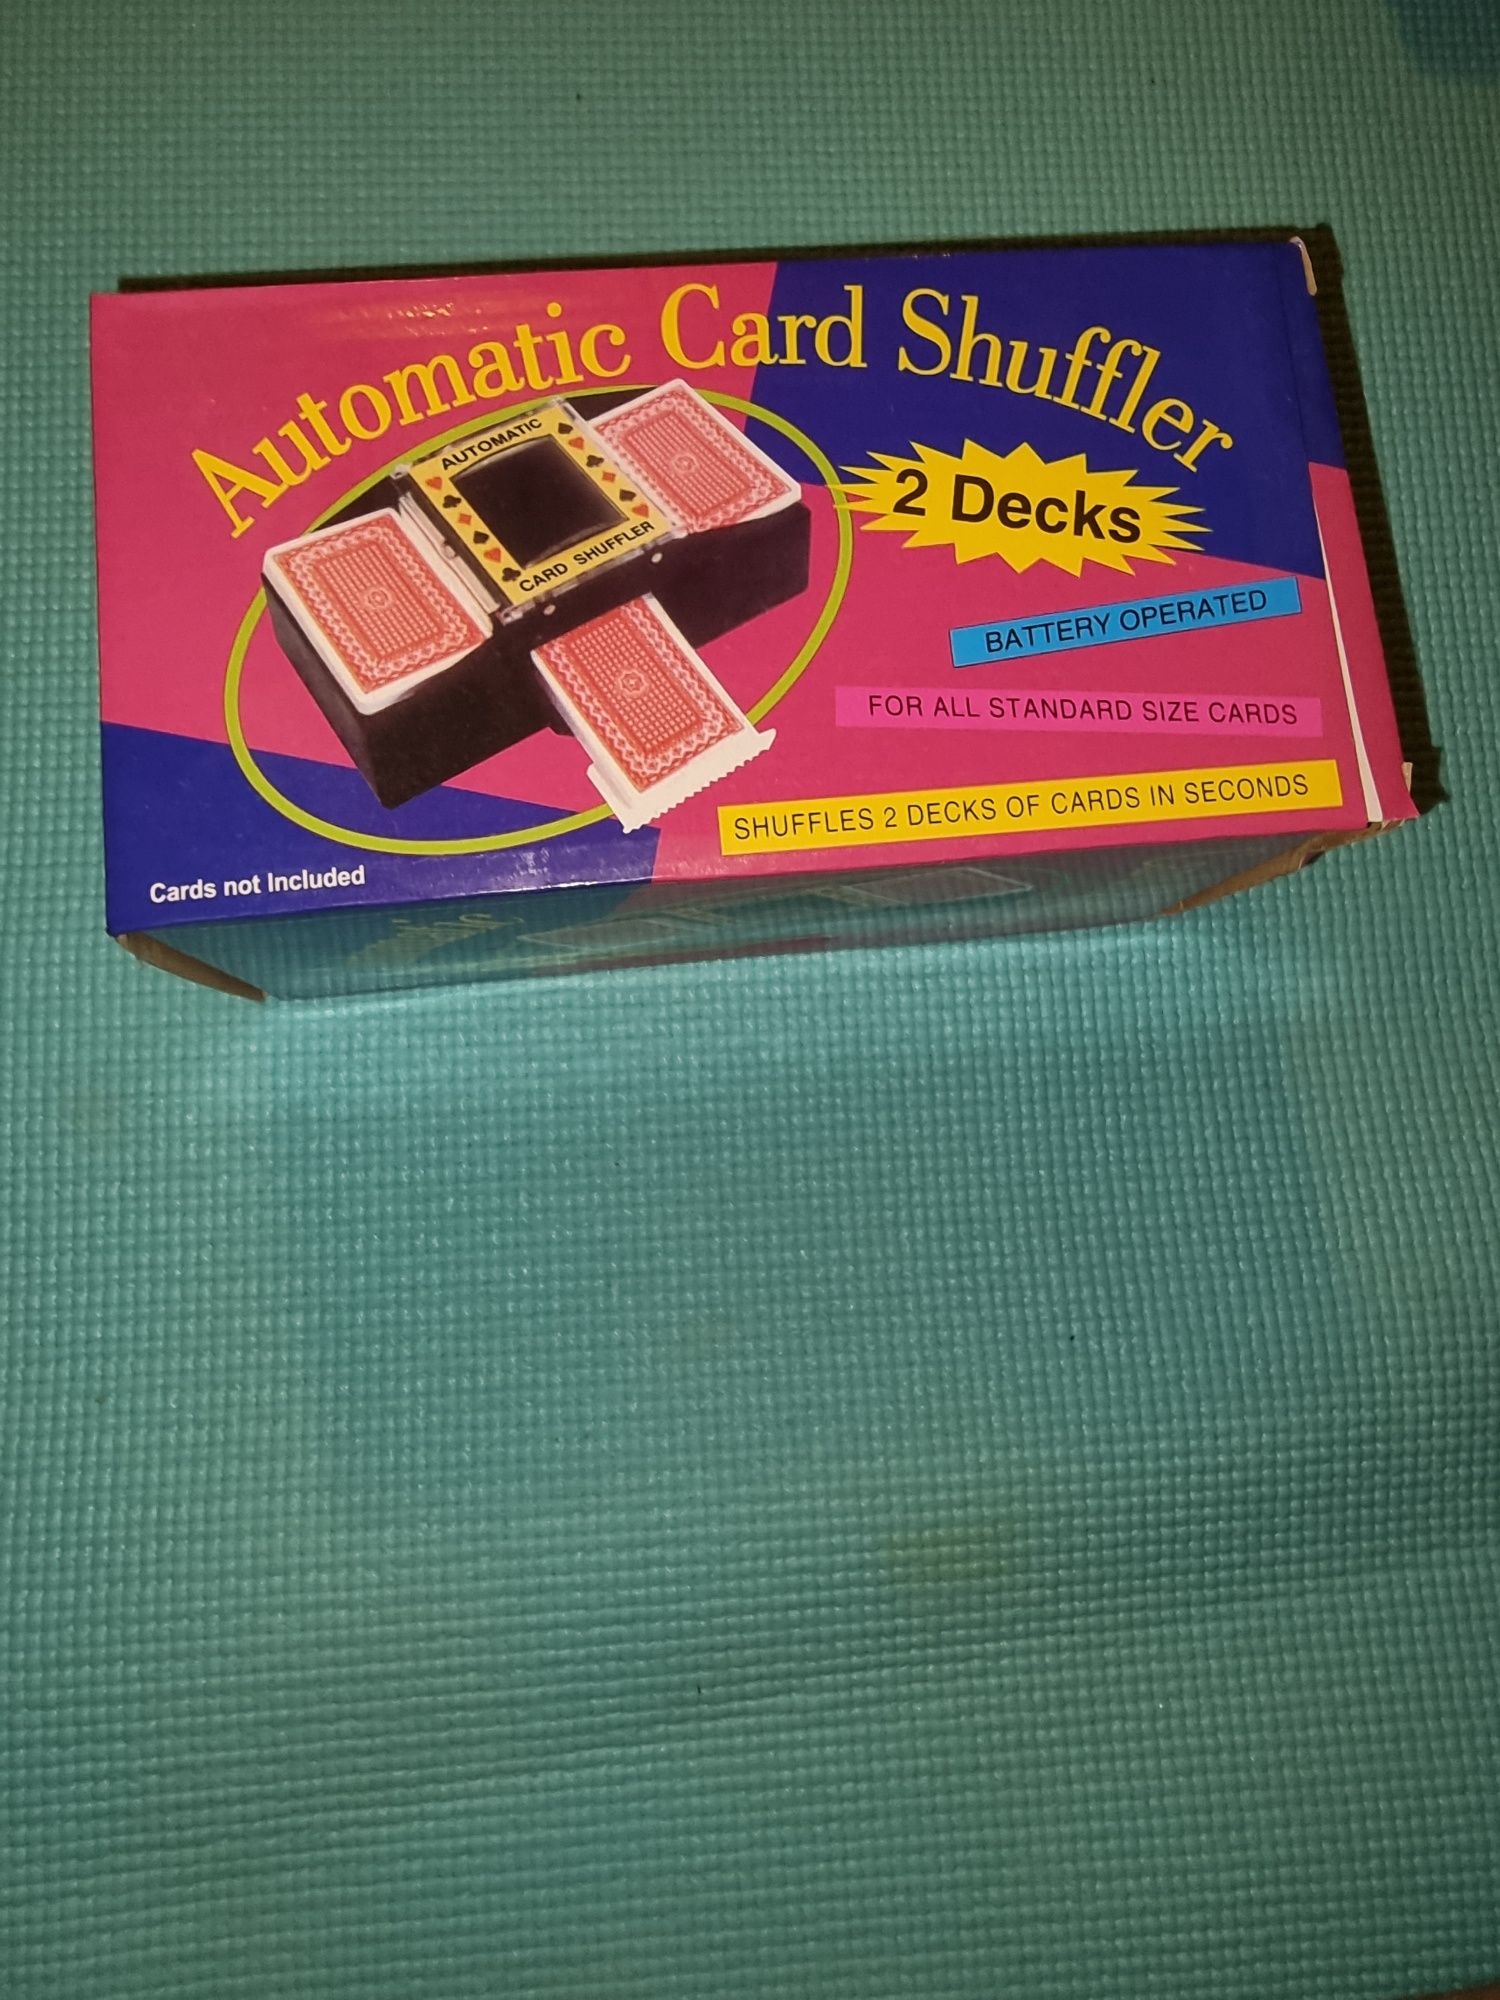 Automatic Card Shuffler
AUTOMATIC
CARD SHUFFLER
2 Decks
BATTERY OPERATED
FOR ALL STANDARD SIZE CARDS
SHUFFLES 2 DECKS OF CARDS IN SECONDS
Cards not Included